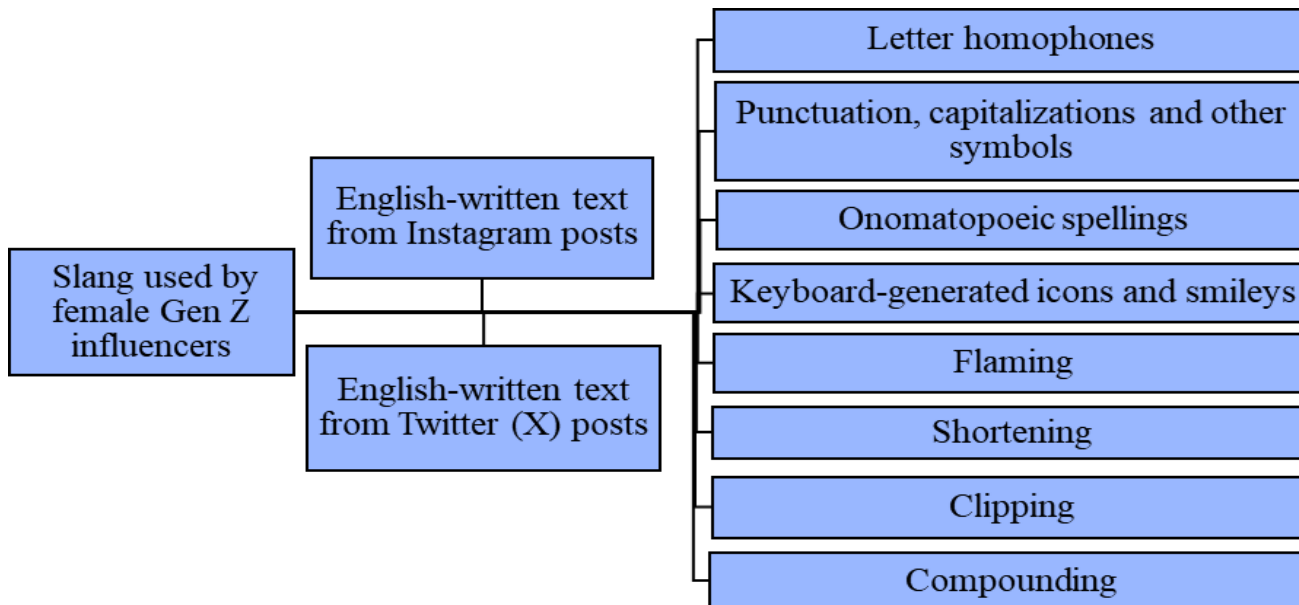 Slang used by
female Gen Z
influencers
English-written text
from Instagram posts
English-written text
from Twitter (X) posts
Letter homophones
Punctuation, capitalizations and other
symbols
Onomatopoeic spellings
Keyboard-generated icons and smileys
Flaming
Shortening
Clipping
Compounding